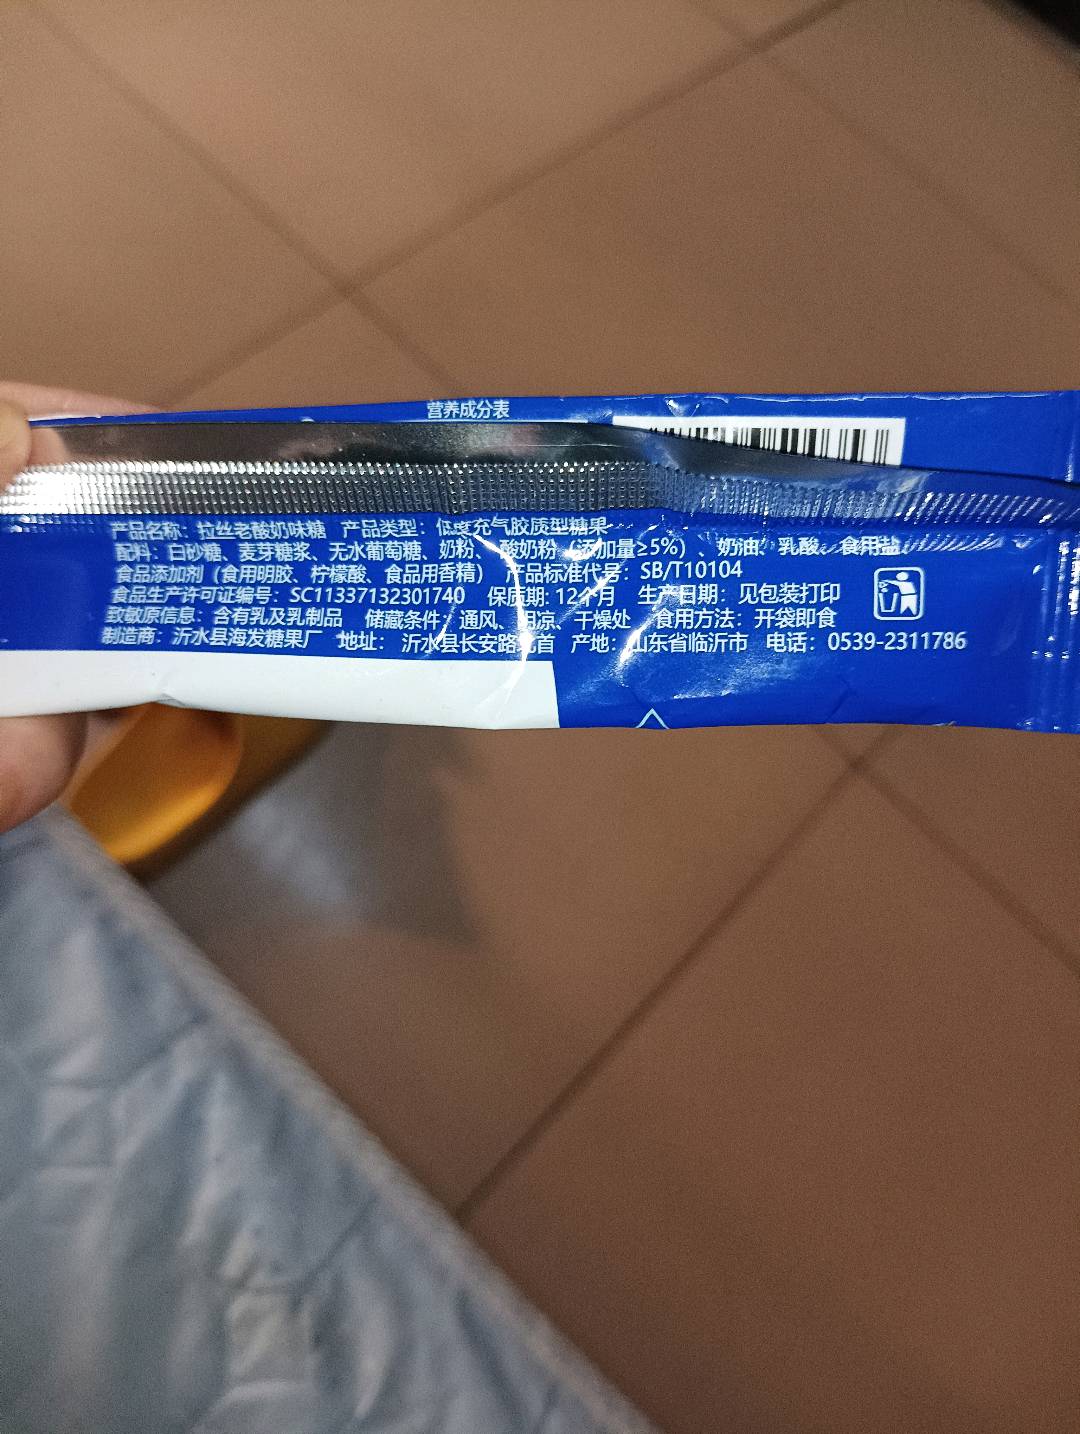 营养成分表
产品名称：拉丝老酸奶味糖 产品类型：低度充气胶质型糖果
配料：白砂糖、麦芽糖浆、无水葡萄糖、奶粉、酸奶粉（添加量≥5%）、奶油、乳酸、食用盐、
食品添加剂（食用明胶、柠檬酸、食品用香精） 产品标准代号：SB/T10104
食品生产许可证编号：SC11337132301740 保质期：12个月 生产日期：见包装打印
致敏原信息：含有乳及乳制品 储藏条件：通风、阴凉、干燥处 食用方法：开袋即食
制造商：沂水县海发糖果厂 地址：沂水县长安路北首 产地：山东省临沂市 电话：0539-2311786